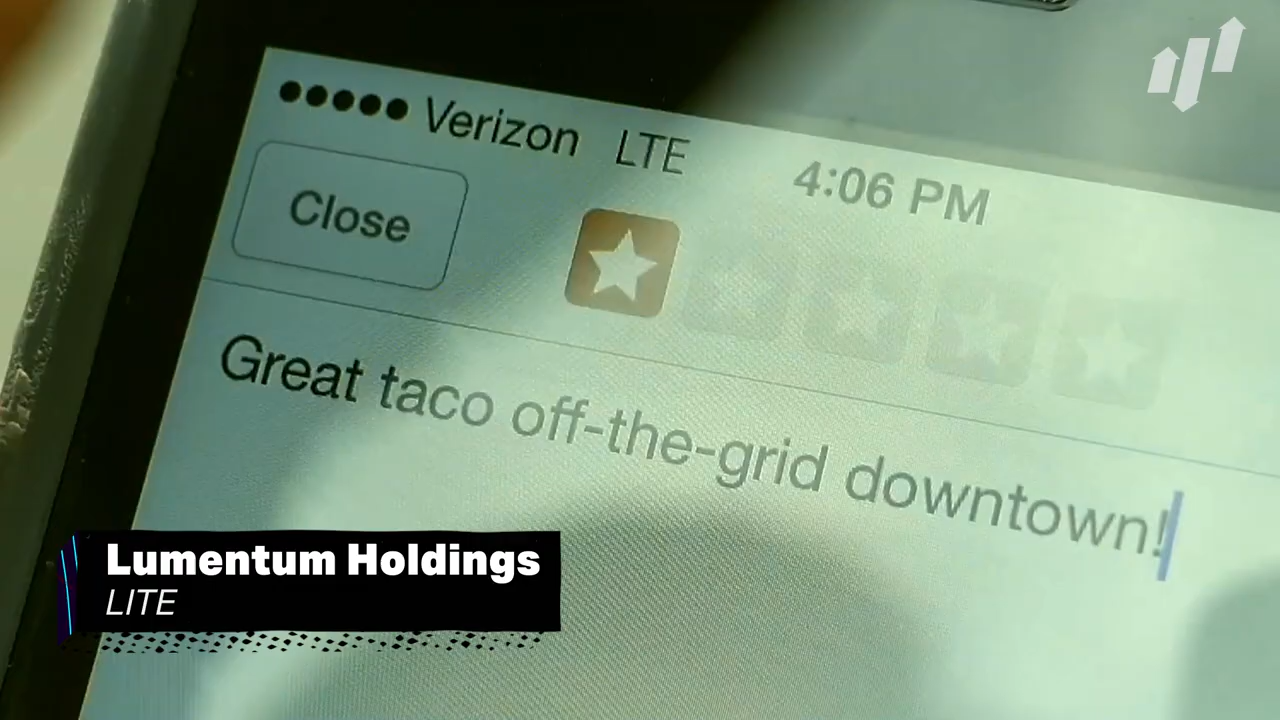 ●●●●● Verizon LTE 4:06 PM
Close
Great taco off-the-grid downtown!
Lumentum Holdings
LITE